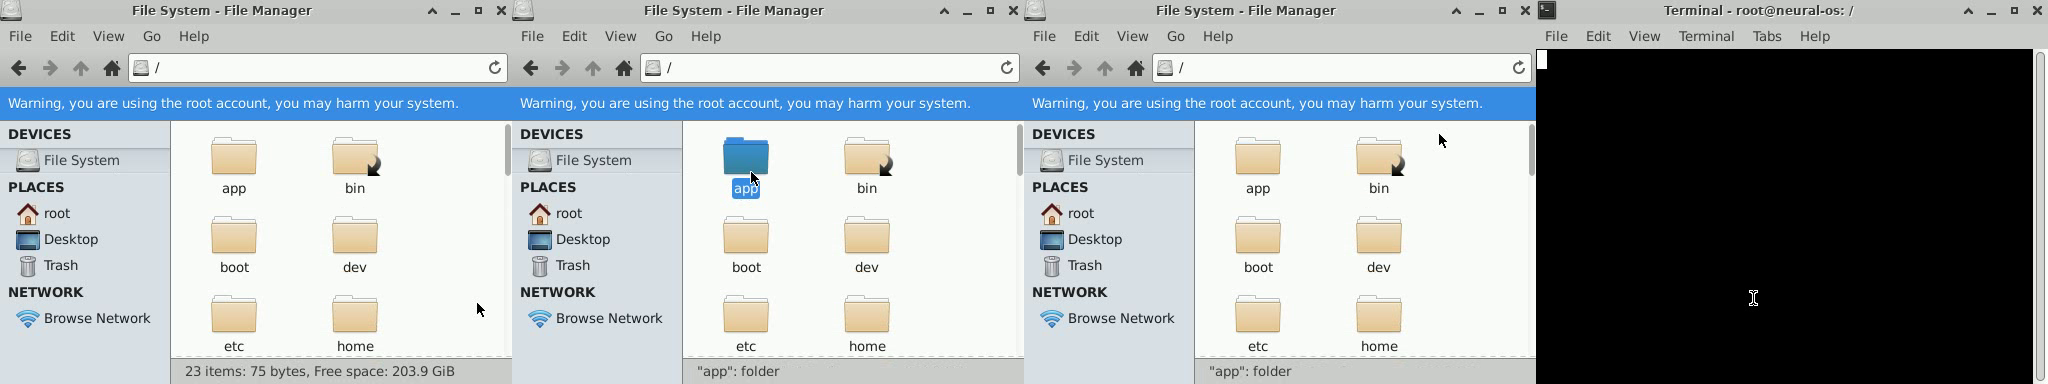 File System - File Manager
File Edit View Go Help
/
Warning, you are using the root account, you may harm your system.
DEVICES
File System
PLACES
root
Desktop
Trash
NETWORK
Browse Network
app bin
boot dev
etc home
23 items: 75 bytes, Free space: 203.9 GiB
File System - File Manager
File Edit View Go Help
/
Warning, you are using the root account, you may harm your system.
DEVICES
File System
PLACES
root
Desktop
Trash
NETWORK
Browse Network
app bin
boot dev
etc home
"app": folder
File System - File Manager
File Edit View Go Help
/
Warning, you are using the root account, you may harm your system.
DEVICES
File System
PLACES
root
Desktop
Trash
NETWORK
Browse Network
app bin
boot dev
etc home
"app": folder
Terminal - root@neural-os: /
File Edit View Terminal Tabs Help